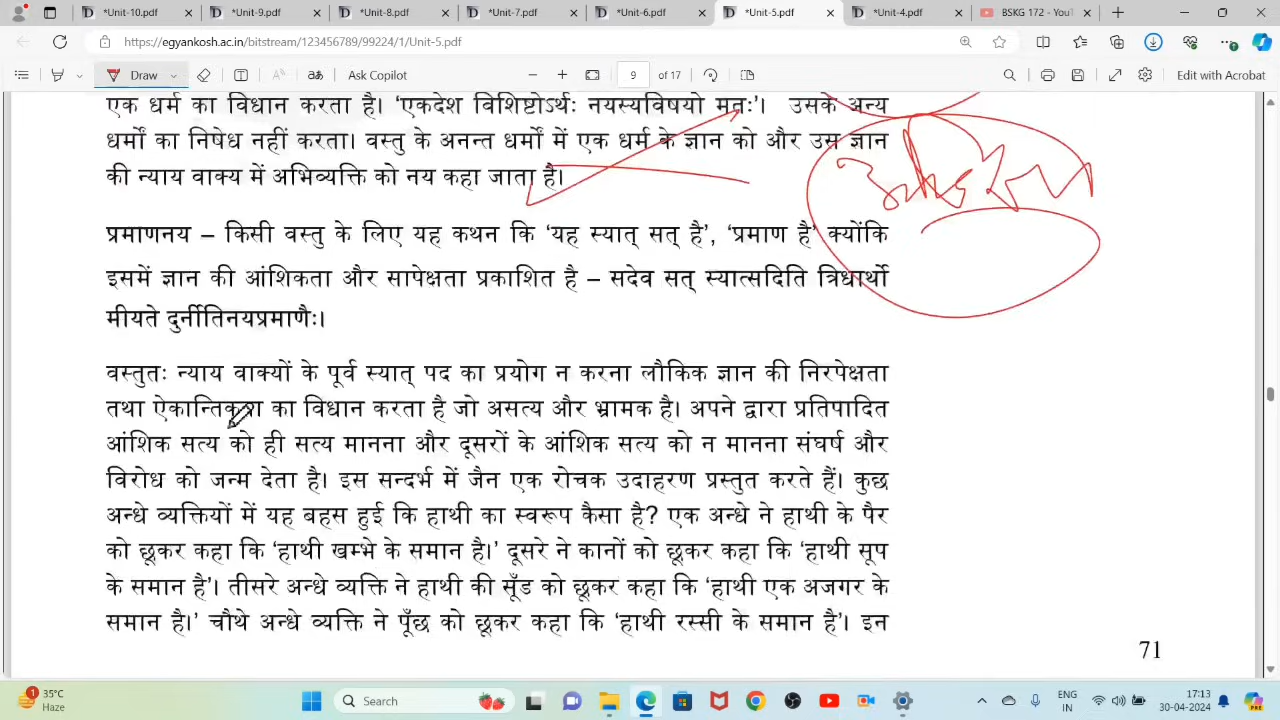 *Unit-10.pdf
*Unit-9.pdf
*Unit-8.pdf
*Unit-7.pdf
*Unit-6.pdf
*Unit-5.pdf
*Unit-4.pdf
BSKG 172 - YouT
https://egyankosh.ac.in/bitstream/123456789/99224/1/Unit-5.pdf
Draw
Ask Copilot
9 of 17
Edit with Acrobat
एक धर्म का विधान करता है। ‘एकदेश विशिष्टोऽर्थः नयस्यविषयो मतः’। उसके अन्य
धर्मों का निषेध नहीं करता। वस्तु के अनन्त धर्मों में एक धर्म के ज्ञान को और उस ज्ञान
की न्याय वाक्य में अभिव्यक्ति को नय कहा जाता है।
प्रमाणनय – किसी वस्तु के लिए यह कथन कि ‘यह स्यात् सत् है’, ‘प्रमाण है’ क्योंकि
इसमें ज्ञान की आंशिकता और सापेक्षता प्रकाशित है – सदेव सत् स्यात्सदिति त्रिधार्थो
मीयते दुर्नीतिनयप्रमाणैः।
वस्तुतः न्याय वाक्यों के पूर्व स्यात् पद का प्रयोग न करना लौकिक ज्ञान की निरपेक्षता
तथा ऐकान्तिकता का विधान करता है जो असत्य और भ्रामक है। अपने द्वारा प्रतिपादित
आंशिक सत्य को ही सत्य मानना और दूसरों के आंशिक सत्य को न मानना संघर्ष और
विरोध को जन्म देता है। इस सन्दर्भ में जैन एक रोचक उदाहरण प्रस्तुत करते हैं। कुछ
अन्धे व्यक्तियों में यह बहस हुई कि हाथी का स्वरूप कैसा है? एक अन्धे ने हाथी के पैर
को छूकर कहा कि ‘हाथी खम्भे के समान है।’ दूसरे ने कानों को छूकर कहा कि ‘हाथी सूप
के समान है’। तीसरे अन्धे व्यक्ति ने हाथी की सूँड को छूकर कहा कि ‘हाथी एक अजगर के
समान है।’ चौथे अन्धे व्यक्ति ने पूँछ को छूकर कहा कि ‘हाथी रस्सी के समान है’। इन
71
1
35°C
Haze
Search
ENG
IN
17:13
30-04-2024